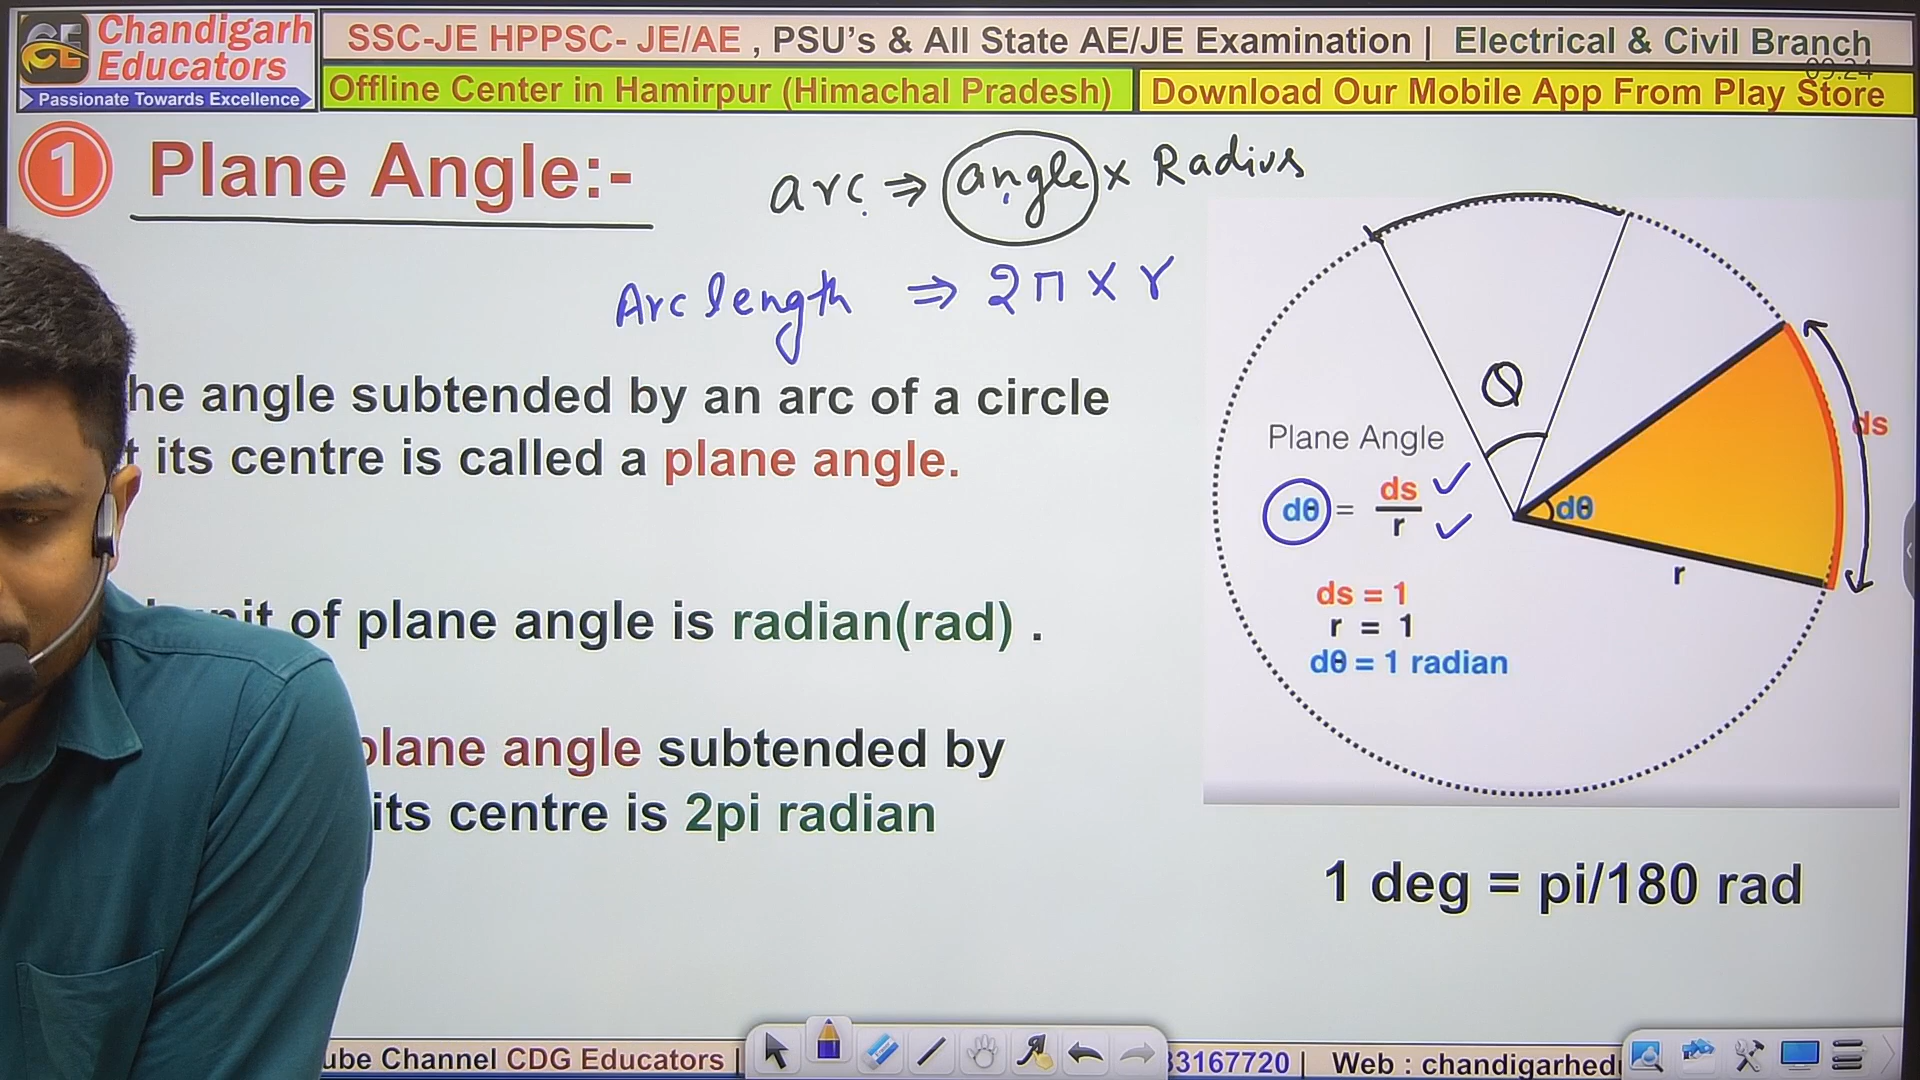 Chandigarh
Educators
Passionate Towards Excellence
SSC-JE HPPSC- JE/AE , PSU's & All State AE/JE Examination | Electrical & Civil Branch
09:24
Offline Center in Hamirpur (Himachal Pradesh)
Download Our Mobile App From Play Store
1 Plane Angle:-
arc ⇒ angle × Radius
Arc length ⇒ 2π × r
he angle subtended by an arc of a circle
t its centre is called a plane angle.
unit of plane angle is radian(rad) .
plane angle subtended by
its centre is 2pi radian
θ
Plane Angle
dθ = ds/r
ds = 1
r = 1
dθ = 1 radian
dθ
r
ds
1 deg = pi/180 rad
ube Channel CDG Educators |
33167720 | Web : chandigarhed